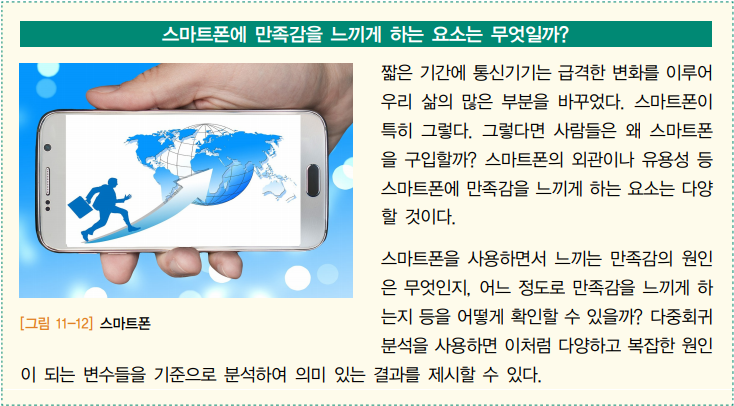 스마트폰에 만족감을 느끼게 하는 요소는 무엇일까?
짧은 기간에 통신기기는 급격한 변화를 이루어
우리 삶의 많은 부분을 바꾸었다. 스마트폰이
특히 그렇다. 그렇다면 사람들은 왜 스마트폰
을 구입할까? 스마트폰의 외관이나 유용성 등
스마트폰에 만족감을 느끼게 하는 요소는 다양
할 것이다.
스마트폰을 사용하면서 느끼는 만족감의 원인
은 무엇인지, 어느 정도로 만족감을 느끼게 하
는지 등을 어떻게 확인할 수 있을까? 다중회귀
분석을 사용하면 이처럼 다양하고 복잡한 원인
이 되는 변수들을 기준으로 분석하여 의미 있는 결과를 제시할 수 있다.
[그림 11-12] 스마트폰